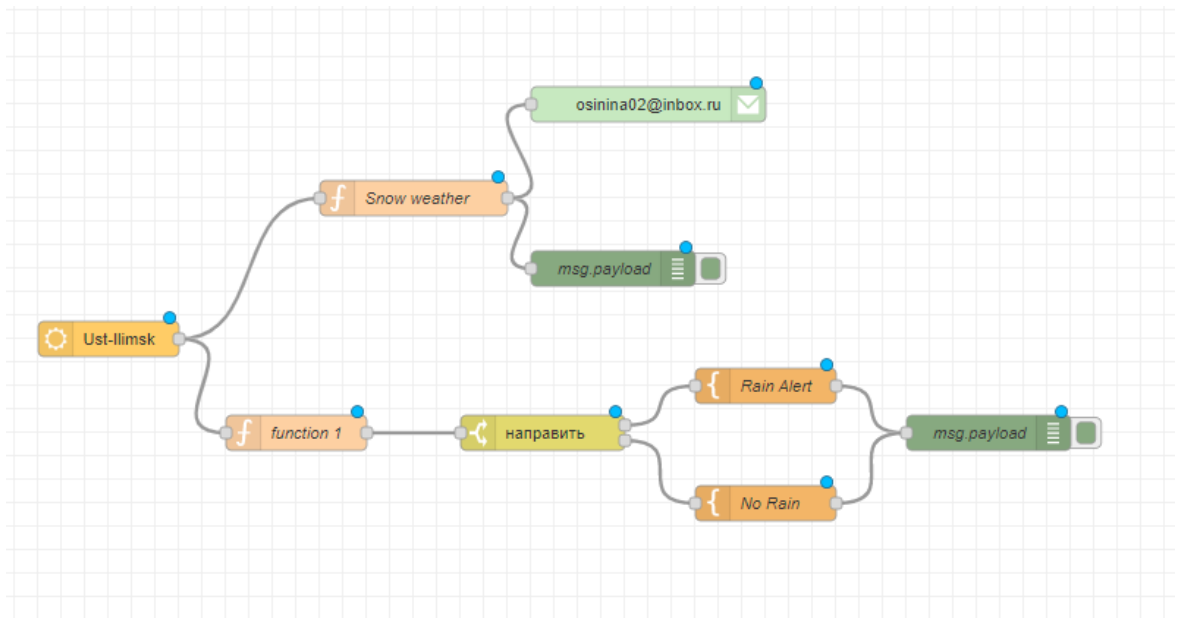 osinina02@inbox.ru
Snow weather
msg.payload
Ust-Ilimsk
Rain Alert
function 1
направить
msg.payload
No Rain